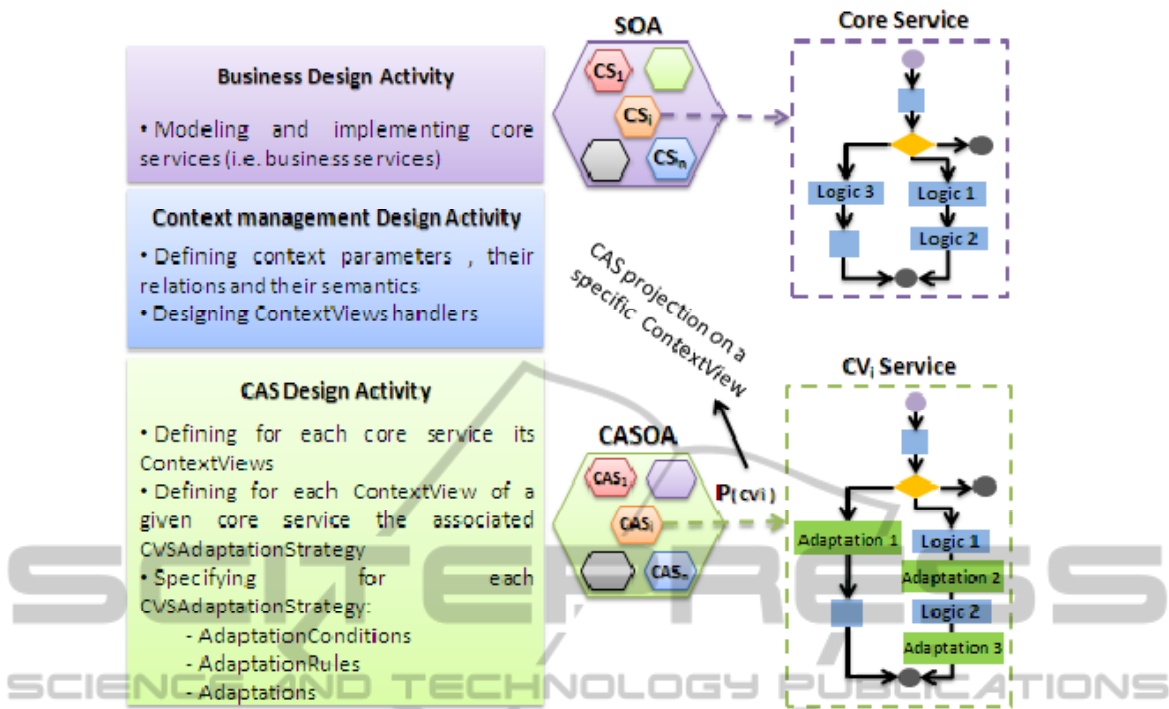 SOA
Core Service
Business Design Activity
• Modeling and implementing core
services (i.e. business services)
CS1
CSi
CSn
Logic 3
Logic 1
Logic 2
Context management Design Activity
• Defining context parameters , their
relations and their semantics
• Designing ContextViews handlers
CAS projection on a
specific ContextView
CAS Design Activity
• Defining for each core service its
ContextViews
• Defining for each ContextView of a
given core service the associated
CVSAdaptationStrategy
• Specifying for each
CVSAdaptationStrategy:
- AdaptationConditions
- AdaptationRules
- Adaptations
CASOA
CAS1
CASi
CASn
P(cvi)
CVi Service
Adaptation 1
Logic 1
Adaptation 2
Logic 2
Adaptation 3
SCITEPRESS
SCIENCE AND TECHNOLOGY PUBLICATIONS